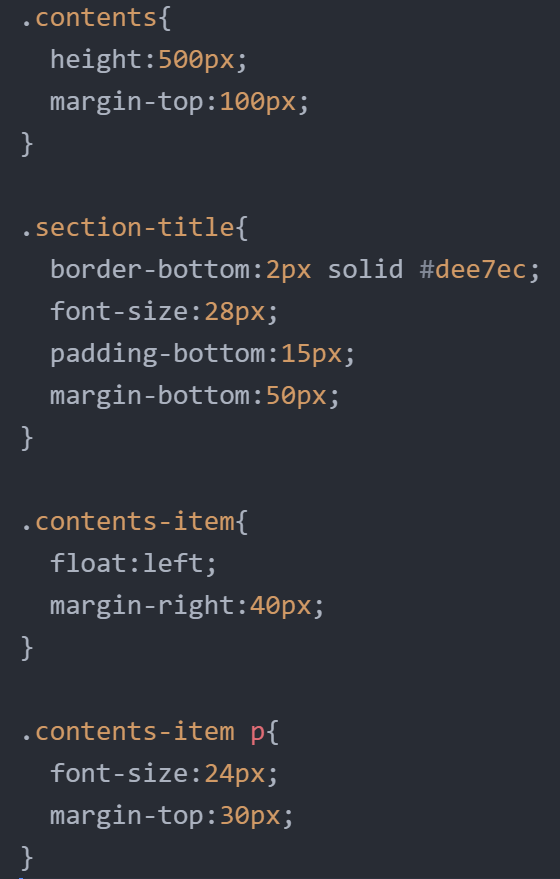 .contents{
  height:500px;
  margin-top:100px;
}

.section-title{
  border-bottom:2px solid #dee7ec;
  font-size:28px;
  padding-bottom:15px;
  margin-bottom:50px;
}

.contents-item{
  float:left;
  margin-right:40px;
}

.contents-item p{
  font-size:24px;
  margin-top:30px;
}